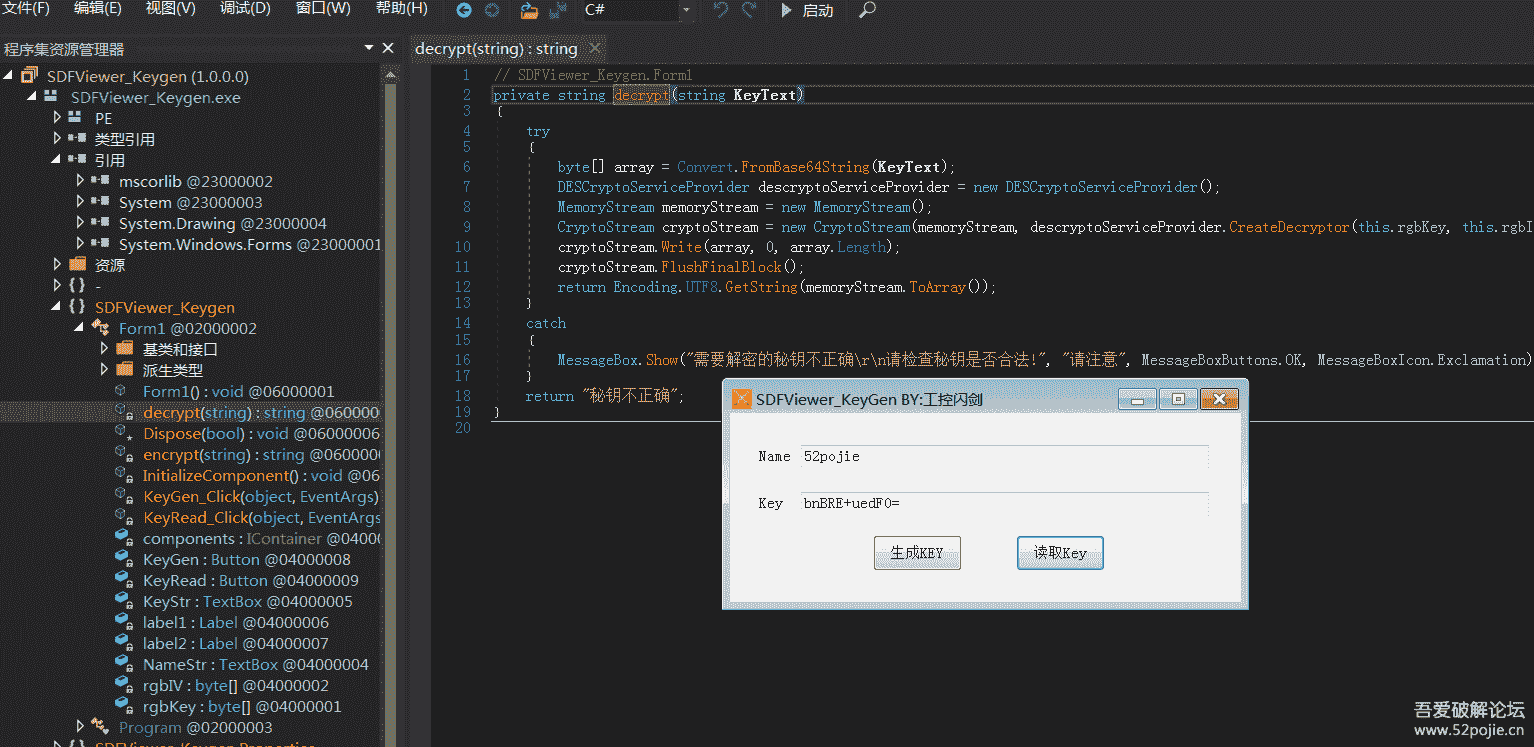 文件(F) 编辑(E) 视图(V) 调试(D) 窗口(W) 帮助(H) C# 启动
程序集资源管理器
SDFViewer_Keygen (1.0.0.0)
SDFViewer_Keygen.exe
PE
类型引用
引用
mscorlib @23000002
System @23000003
System.Drawing @23000004
System.Windows.Forms @23000001
资源
{ } -
{ } SDFViewer_Keygen
Form1 @02000002
基类和接口
派生类型
Form1() : void @06000001
decrypt(string) : string @060000
Dispose(bool) : void @06000006
encrypt(string) : string @060000
InitializeComponent() : void @06
KeyGen_Click(object, EventArgs)
KeyRead_Click(object, EventArgs
components : IContainer @0400
KeyGen : Button @04000008
KeyRead : Button @04000009
KeyStr : TextBox @04000005
label1 : Label @04000006
label2 : Label @04000007
NameStr : TextBox @04000004
rgbIV : byte[] @04000002
rgbKey : byte[] @04000001
Program @02000003
{ } SDFViewer_Keygen.Properties
decrypt(string) : string
1 // SDFViewer_Keygen.Form1
2 private string decrypt(string KeyText)
3 {
4 try
5 {
6 byte[] array = Convert.FromBase64String(KeyText);
7 DESCryptoServiceProvider descryptoServiceProvider = new DESCryptoServiceProvider();
8 MemoryStream memoryStream = new MemoryStream();
9 CryptoStream cryptoStream = new CryptoStream(memoryStream, descryptoServiceProvider.CreateDecryptor(this.rgbKey, this.rgbI
10 cryptoStream.Write(array, 0, array.Length);
11 cryptoStream.FlushFinalBlock();
12 return Encoding.UTF8.GetString(memoryStream.ToArray());
13 }
14 catch
15 {
16 MessageBox.Show("需要解密的秘钥不正确\r\n请检查秘钥是否合法!", "请注意", MessageBoxButtons.OK, MessageBoxIcon.Exclamation)
17 }
18 return "秘钥不正确";
19 }
20
SDFViewer_KeyGen BY:工控闪剑
Name 52pojie
Key bnBRE+uedF0=
生成KEY 读取Key
吾爱破解论坛
www.52pojie.cn